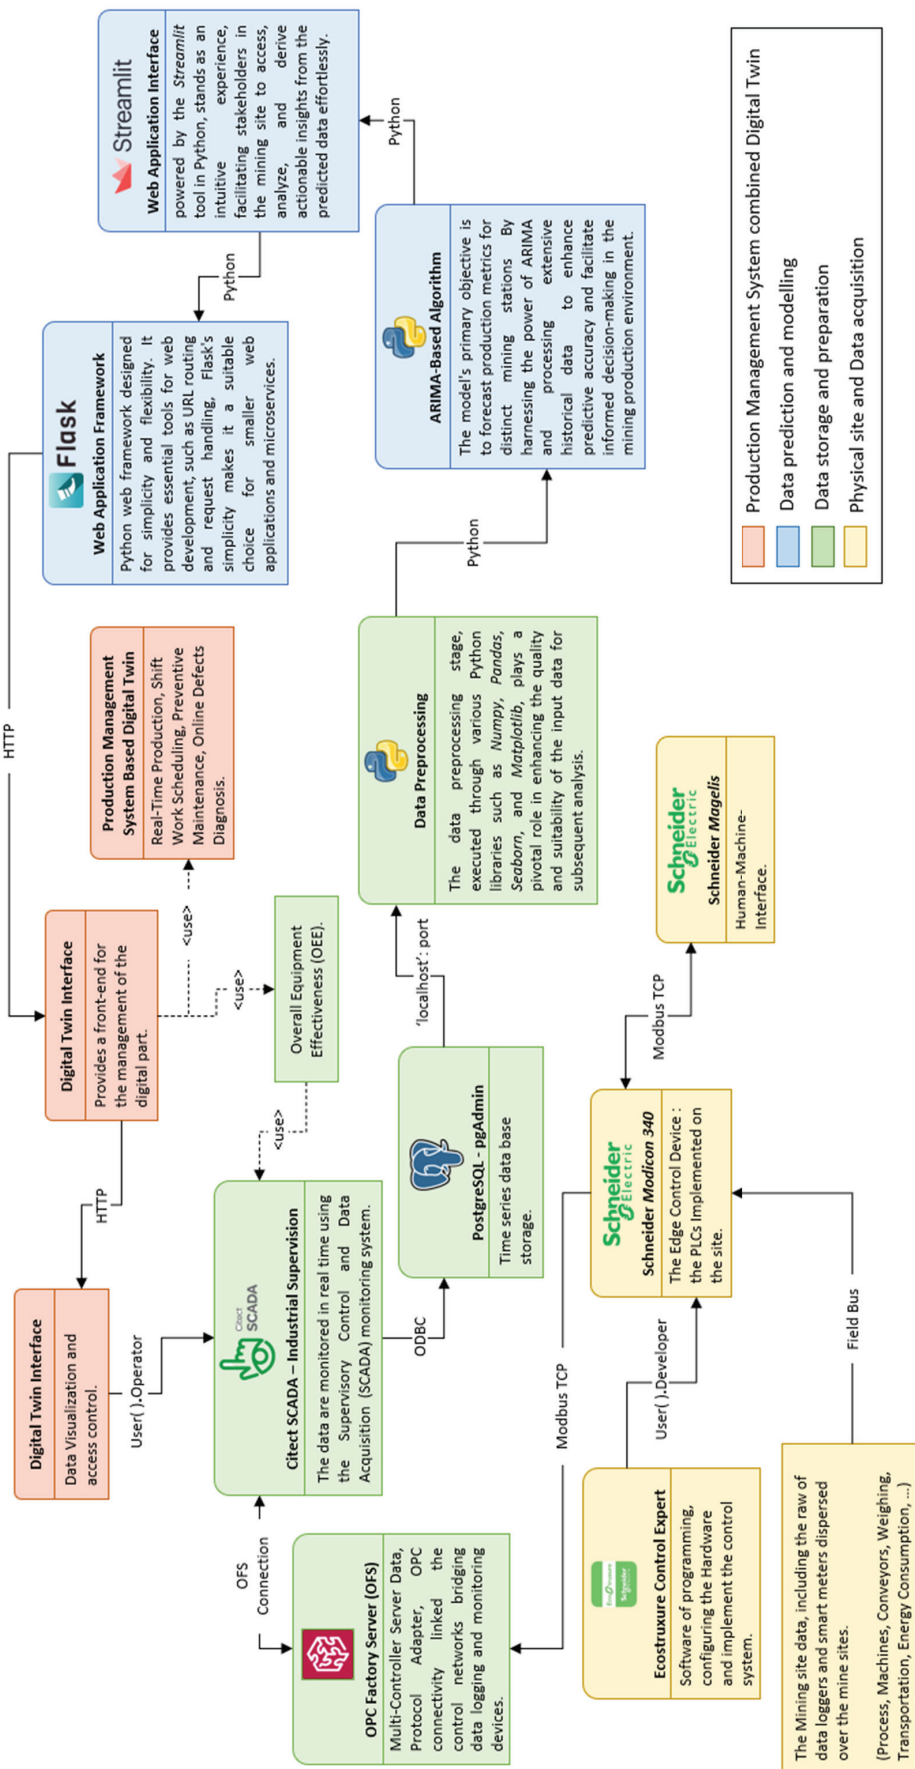 HTTP
Digital Twin Interface
Data Visualization and
access control.
HTTP
Digital Twin Interface
Provides a front-end for
the management of the
digital part.
Production Management
System Based Digital Twin
Real-Time Production, Shift
Work Scheduling, Preventive
Maintenance, Online Defects
Diagnosis.
<use>
<use>
Flask
Web Application Framework
Python web framework designed
for simplicity and flexibility. It
provides essential tools for web
development, such as URL routing
and request handling, Flask's
simplicity makes it a suitable
choice for smaller web
applications and microservices.
Python
Streamlit
Web Application Interface
powered by the Streamlit
tool in Python, stands as an
intuitive experience,
facilitating stakeholders in
the mining site to access,
analyze, and derive
actionable insights from the
predicted data effortlessly.
Python
User( ).Operator
Overall Equipment
Effectiveness (OEE).
<use>
OFS
Connection
Citect
SCADA
Citect SCADA – Industrial Supervision
The data are monitored in real time using
the Supervisory Control and Data
Acquisition (SCADA) monitoring system.
ODBC
OPC Factory Server (OFS)
Multi-Controller Server Data,
Protocol Adapter, OPC
connectivity linked the
control networks bridging
data logging and monitoring
devices.
PostgreSQL - pgAdmin
Time series data base
storage.
'localhost': port
Data Preprocessing
The data preprocessing stage,
executed through various Python
libraries such as Numpy, Pandas,
Seaborn, and Matplotlib, plays a
pivotal role in enhancing the quality
and suitability of the input data for
subsequent analysis.
Python
ARIMA-Based Algorithm
The model's primary objective is
to forecast production metrics for
distinct mining stations By
harnessing the power of ARIMA
and processing extensive
historical data to enhance
predictive accuracy and facilitate
informed decision-making in the
mining production environment.
Modbus TCP
Ecostruxure Control Expert
Software of programming,
configuring the Hardware
and implement the control
system.
User( ).Developer
Schneider
Electric
Schneider Modicon 340
The Edge Control Device :
the PLCs Implemented on
the site.
Modbus TCP
Schneider
Electric
Schneider Magelis
Human-Machine-
Interface.
Field Bus
The Mining site data, including the raw of
data loggers and smart meters dispersed
over the mine sites.
(Process, Machines, Conveyors, Weighing,
Transportation, Energy Consumption, ...)
Production Management System combined Digital Twin
Data prediction and modelling
Data storage and preparation
Physical site and Data acquisition